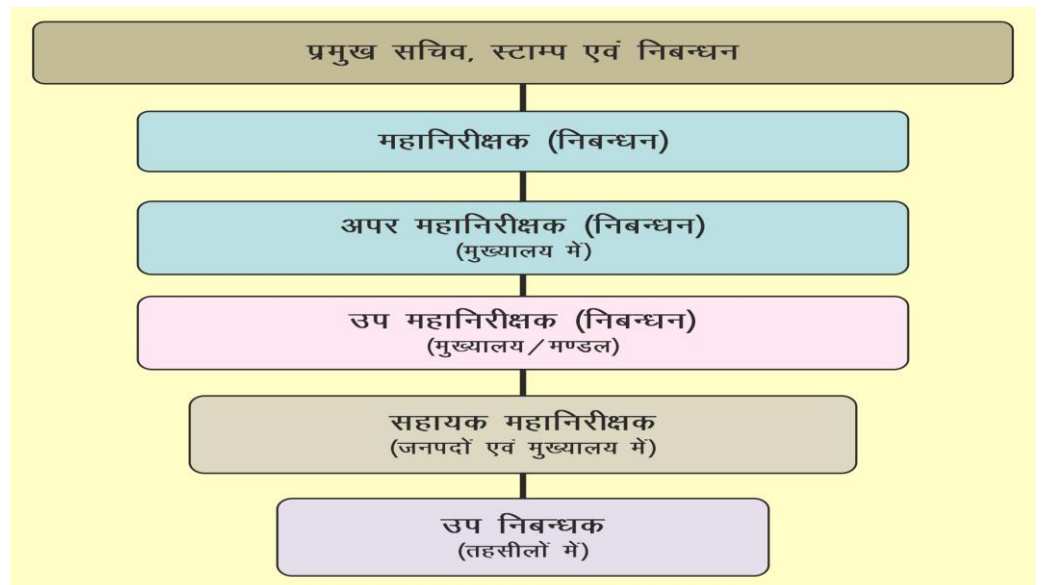 प्रमुख सचिव, स्टाम्प एवं निबन्धन
महानिरीक्षक (निबन्धन)
अपर महानिरीक्षक (निबन्धन)
(मुख्यालय में)
उप महानिरीक्षक (निबन्धन)
(मुख्यालय/मण्डल)
सहायक महानिरीक्षक
(जनपदों एवं मुख्यालय में)
उप निबन्धक
(तहसीलों में)